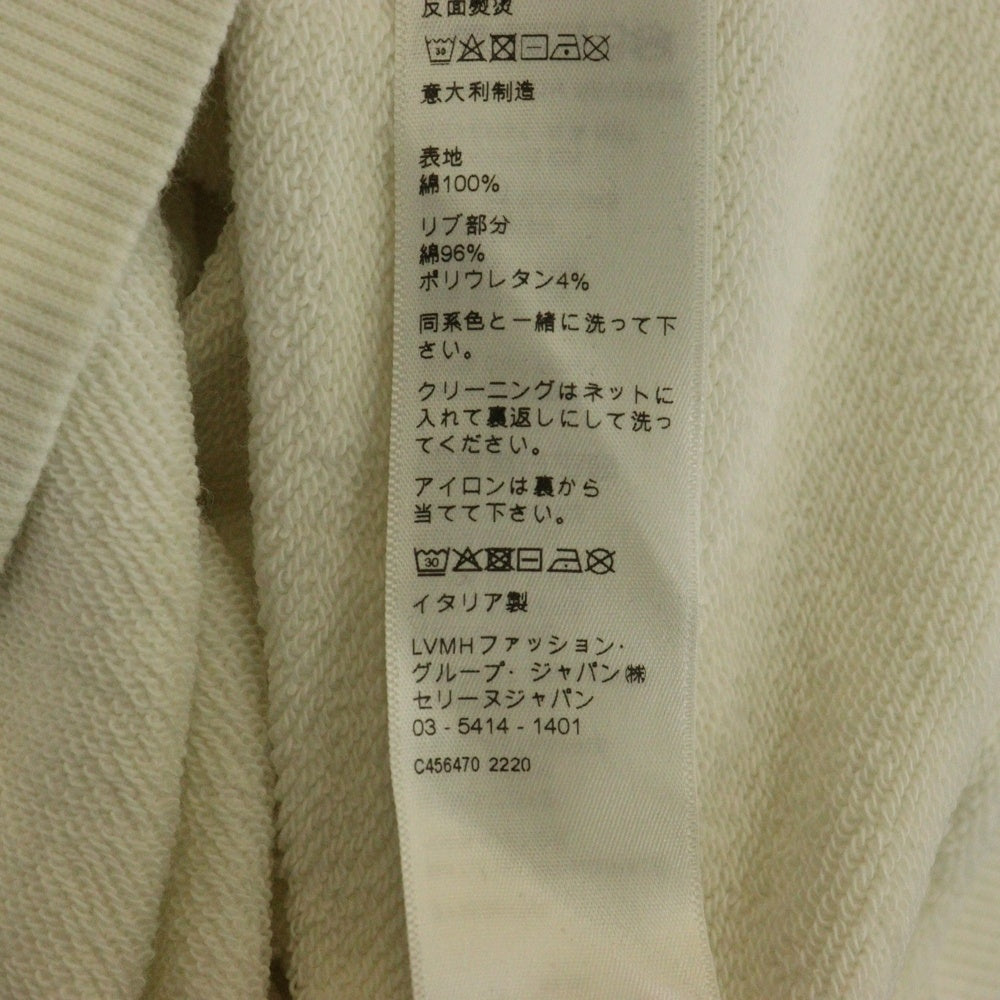 反面熨烫
30
意大利制造
表地
綿100%
リブ部分
綿96%
ポリウレタン4%
同系色と一緒に洗って下
さい。
クリーニングはネットに
入れて裏返しにして洗っ
てください。
アイロンは裏から
当てて下さい。
30
イタリア製
LVMHファッション・
グループ・ジャパン㈱
セリーヌジャパン
03 - 5414 - 1401
C456470 2220